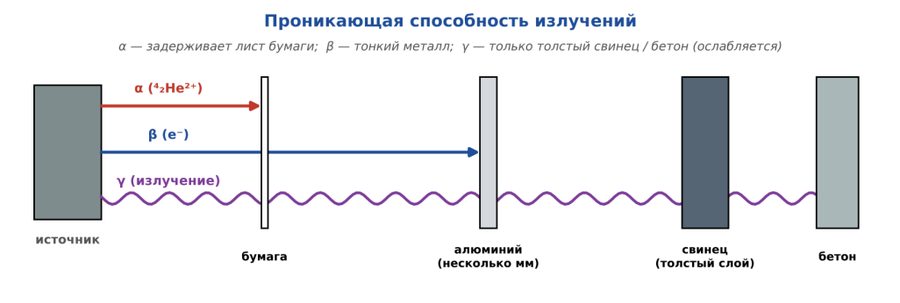 Проникающая способность излучений
α — задерживает лист бумаги;  β — тонкий металл;  γ — только толстый свинец / бетон (ослабляется)
α (⁴₂He²⁺)
β (e⁻)
γ (излучение)
источник
бумага
алюминий
(несколько мм)
свинец
(толстый слой)
бетон